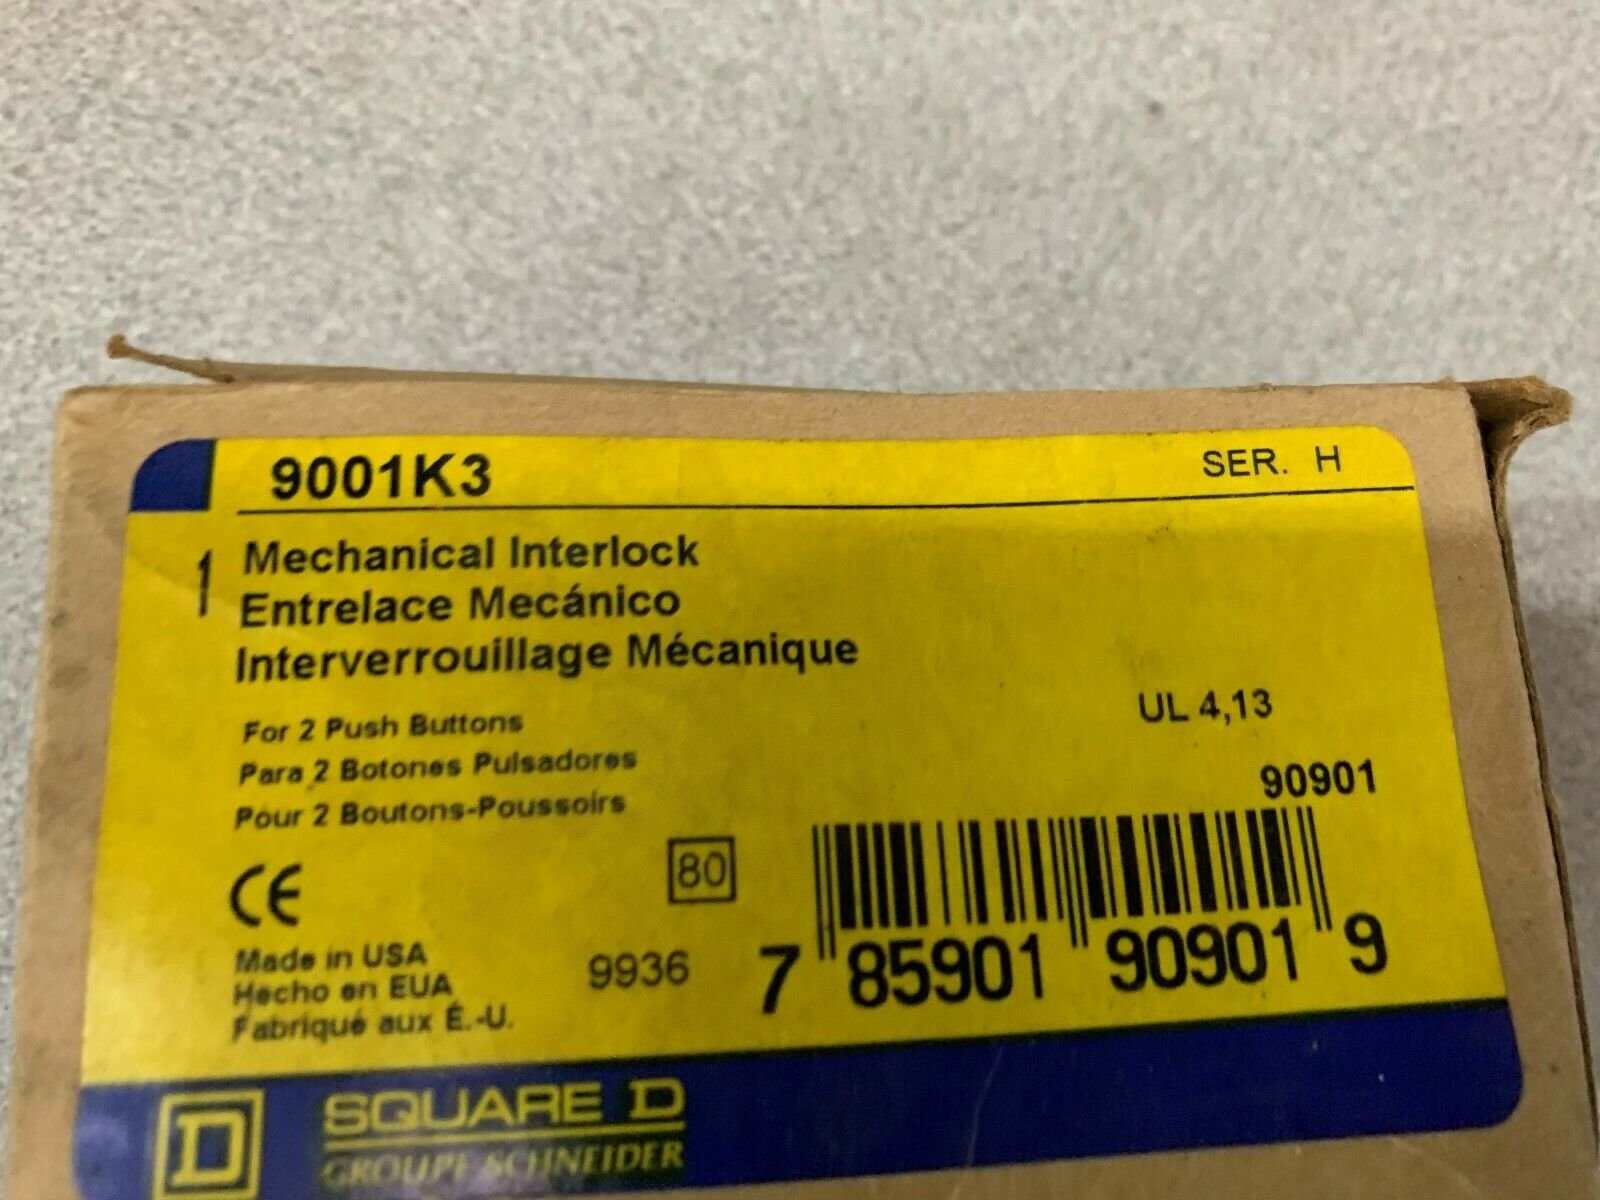 9001K3 SER. H
1 Mechanical Interlock
Entrelace Mecánico
Interverrouillage Mécanique
For 2 Push Buttons
Para 2 Botones Pulsadores
Pour 2 Boutons-Poussoirs
UL 4,13
90901
CE
80
Made in USA
Hecho en EUA
Fabriqué aux É.-U.
9936
7 85901 90901 9
D SQUARE D
GROUPE SCHNEIDER